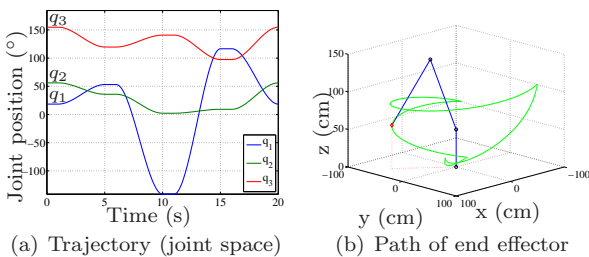 q3
q2
q1
150
100
50
0
−50
−100
0
5
10
15
20
Joint position (°)
Time (s)
q1
q2
q3
(a) Trajectory (joint space)
150
100
50
0
−100
0
100
100
0
−100
z (cm)
y (cm)
x (cm)
(b) Path of end effector